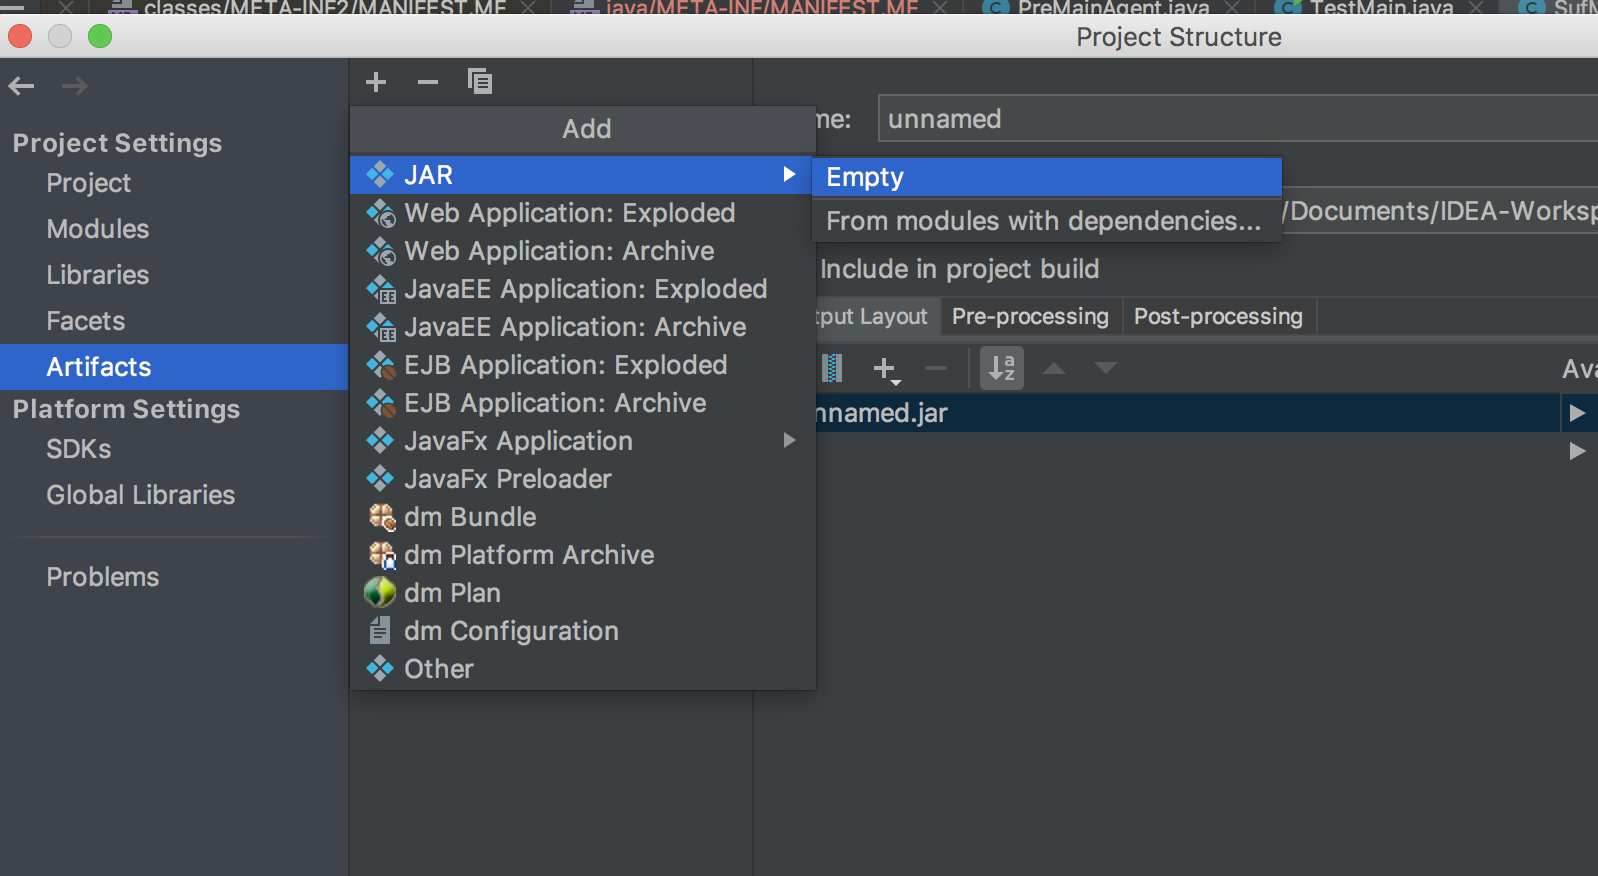 classes/META-INF2/MANIFEST.MF
java/META-INF/MANIFEST.MF
PreMainAgent.java
TestMain.java
Project Structure
Project Settings
Project
Modules
Libraries
Facets
Artifacts
Platform Settings
SDKs
Global Libraries
Problems
Add
JAR
Web Application: Exploded
Web Application: Archive
JavaEE Application: Exploded
JavaEE Application: Archive
EJB Application: Exploded
EJB Application: Archive
JavaFx Application
JavaFx Preloader
dm Bundle
dm Platform Archive
dm Plan
dm Configuration
Other
Empty
From modules with dependencies...
me:
unnamed
/Documents/IDEA-Worksp
Include in project build
tput Layout
Pre-processing
Post-processing
a
z
Ava
nnamed.jar